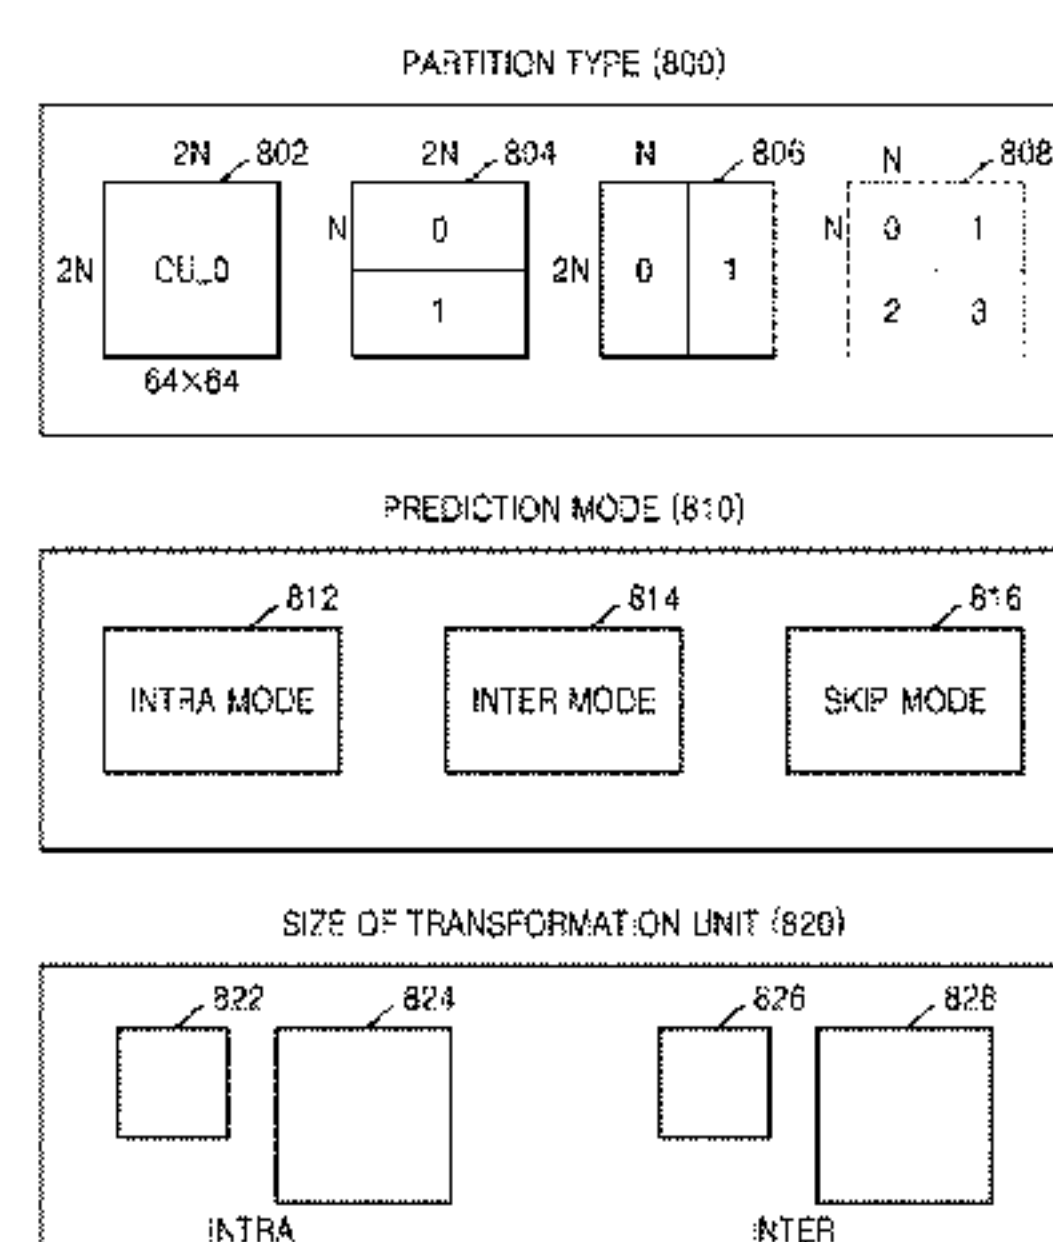 PARTITION TYPE (800)
2N 802 2N 804 N 806 N 808
2N CU_0 N 0 1 2N 0 1 N 0 1 2 3
64×64
PREDICTION MODE (810)
812 814 816
INTRA MODE INTER MODE SKIP MODE
SIZE OF TRANSFORMATION UNIT (820)
822 824 826 828
INTRA INTER